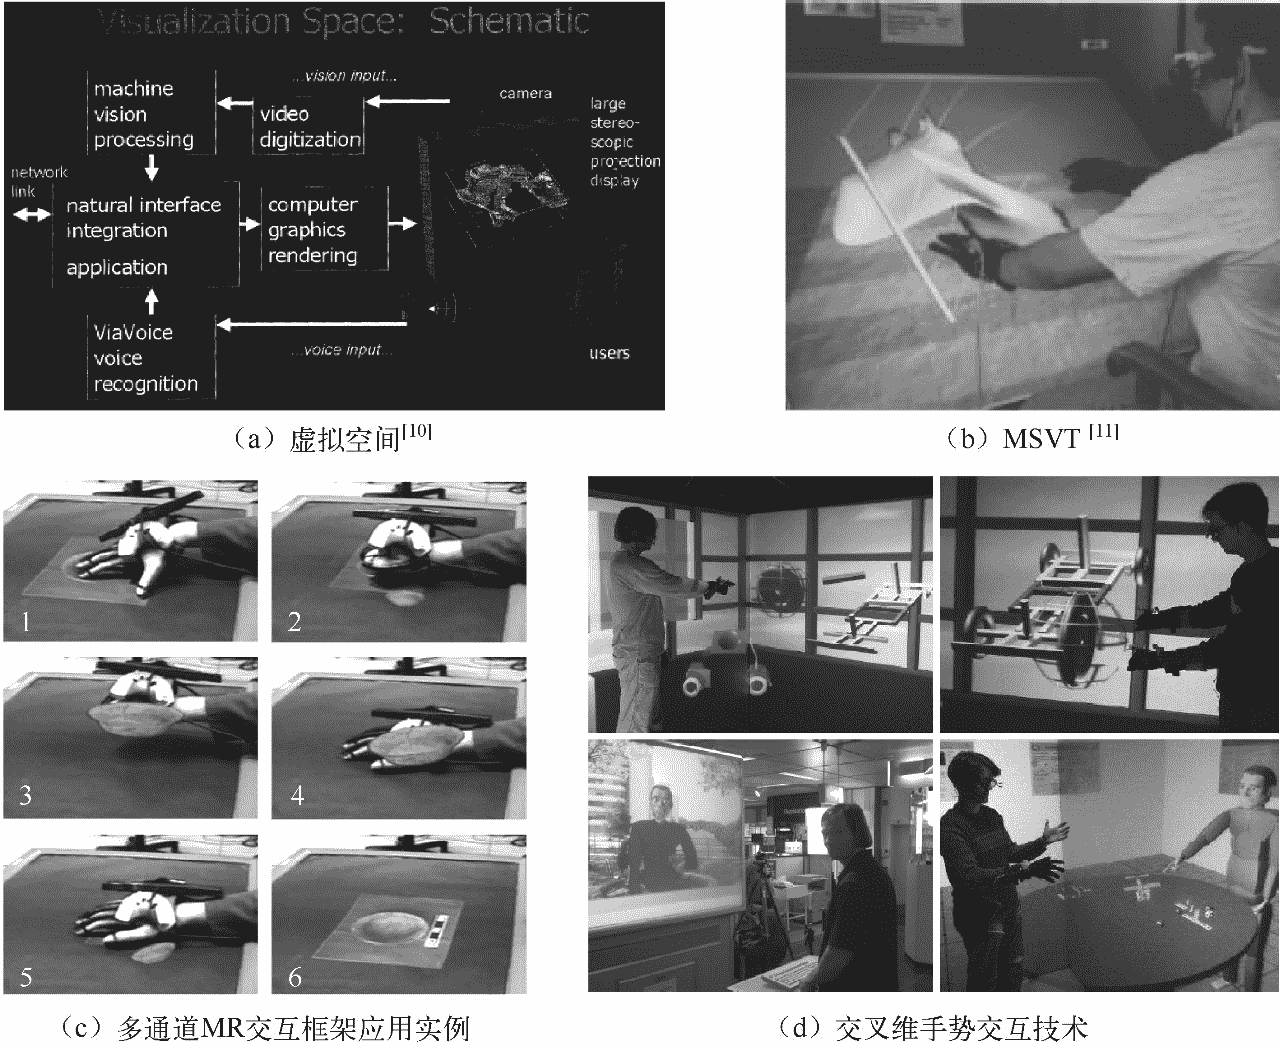 Visualization Space: Schematic
...vision input...
camera
machine
vision
processing
video
digitization
large
stereo-
scopic
projection
display
network
link
natural interface
integration
application
computer
graphics
rendering
ViaVoice
voice
recognition
...voice input...
users
(a)虚拟空间[10]
(b)MSVT [11]
1
2
3
4
5
6
(c)多通道MR交互框架应用实例
(d)交叉维手势交互技术